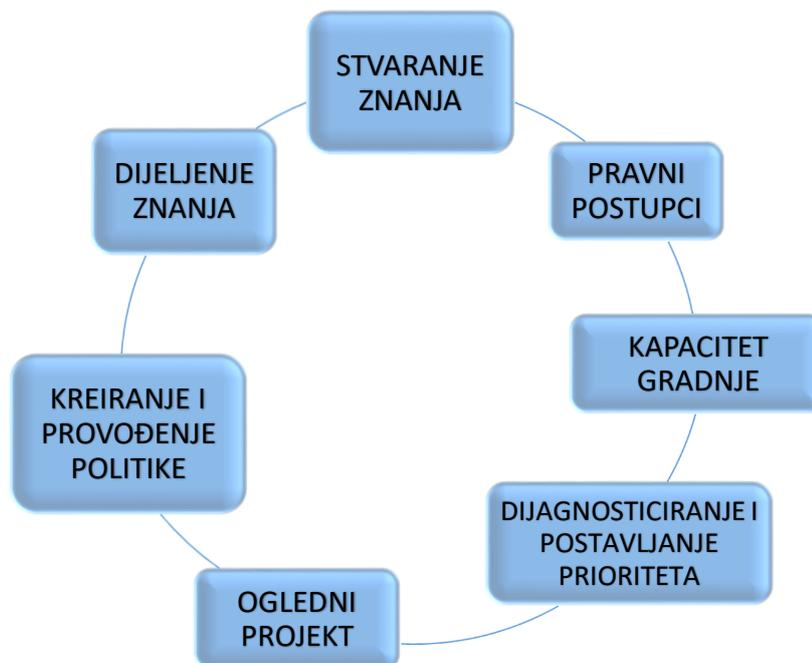 STVARANJE
ZNANJA
PRAVNI
POSTUPCI
KAPACITET
GRADNJE
DIJAGNOSTICIRANJE I
POSTAVLJANJE
PRIORITETA
OGLEDNI
PROJEKT
KREIRANJE I
PROVOĐENJE
POLITIKE
DIJELJENJE
ZNANJA